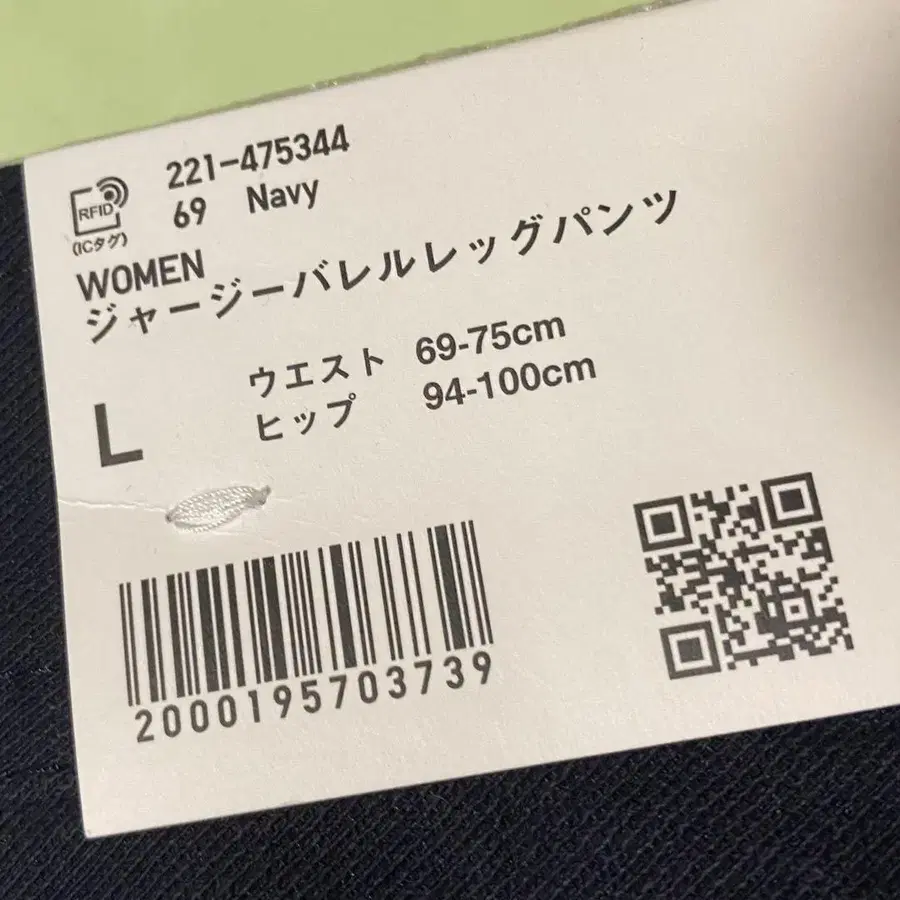 221-475344
RFID 69 Navy
(ICタグ)
WOMEN
ジャージーバレルレッグパンツ
L ウエスト 69-75cm
ヒップ 94-100cm
2000195703739